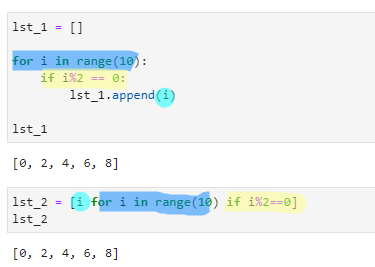 lst_1 = []
for i in range(10):
if i%2 == 0:
lst_1.append(i)
lst_1
[0, 2, 4, 6, 8]
lst_2 = [i for i in range(10) if i%2==0]
lst_2
[0, 2, 4, 6, 8]